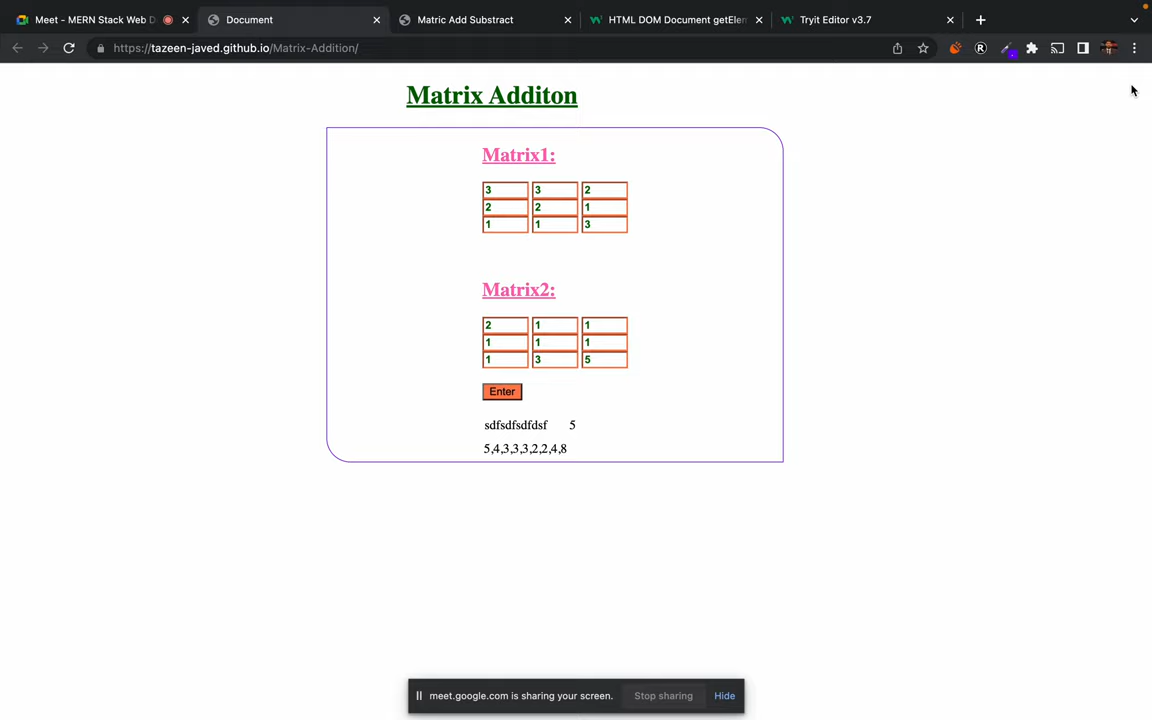 Meet - MERN Stack Web D
Document
Matric Add Substract
HTML DOM Document getElem
Tryit Editor v3.7
https://tazeen-javed.github.io/Matrix-Addition/
Matrix Additon
Matrix1:
3 3 2
2 2 1
1 1 3
Matrix2:
2 1 1
1 1 1
1 3 5
Enter
sdfsdfsdfdsf 5
5,4,3,3,3,2,2,4,8
meet.google.com is sharing your screen. Stop sharing Hide